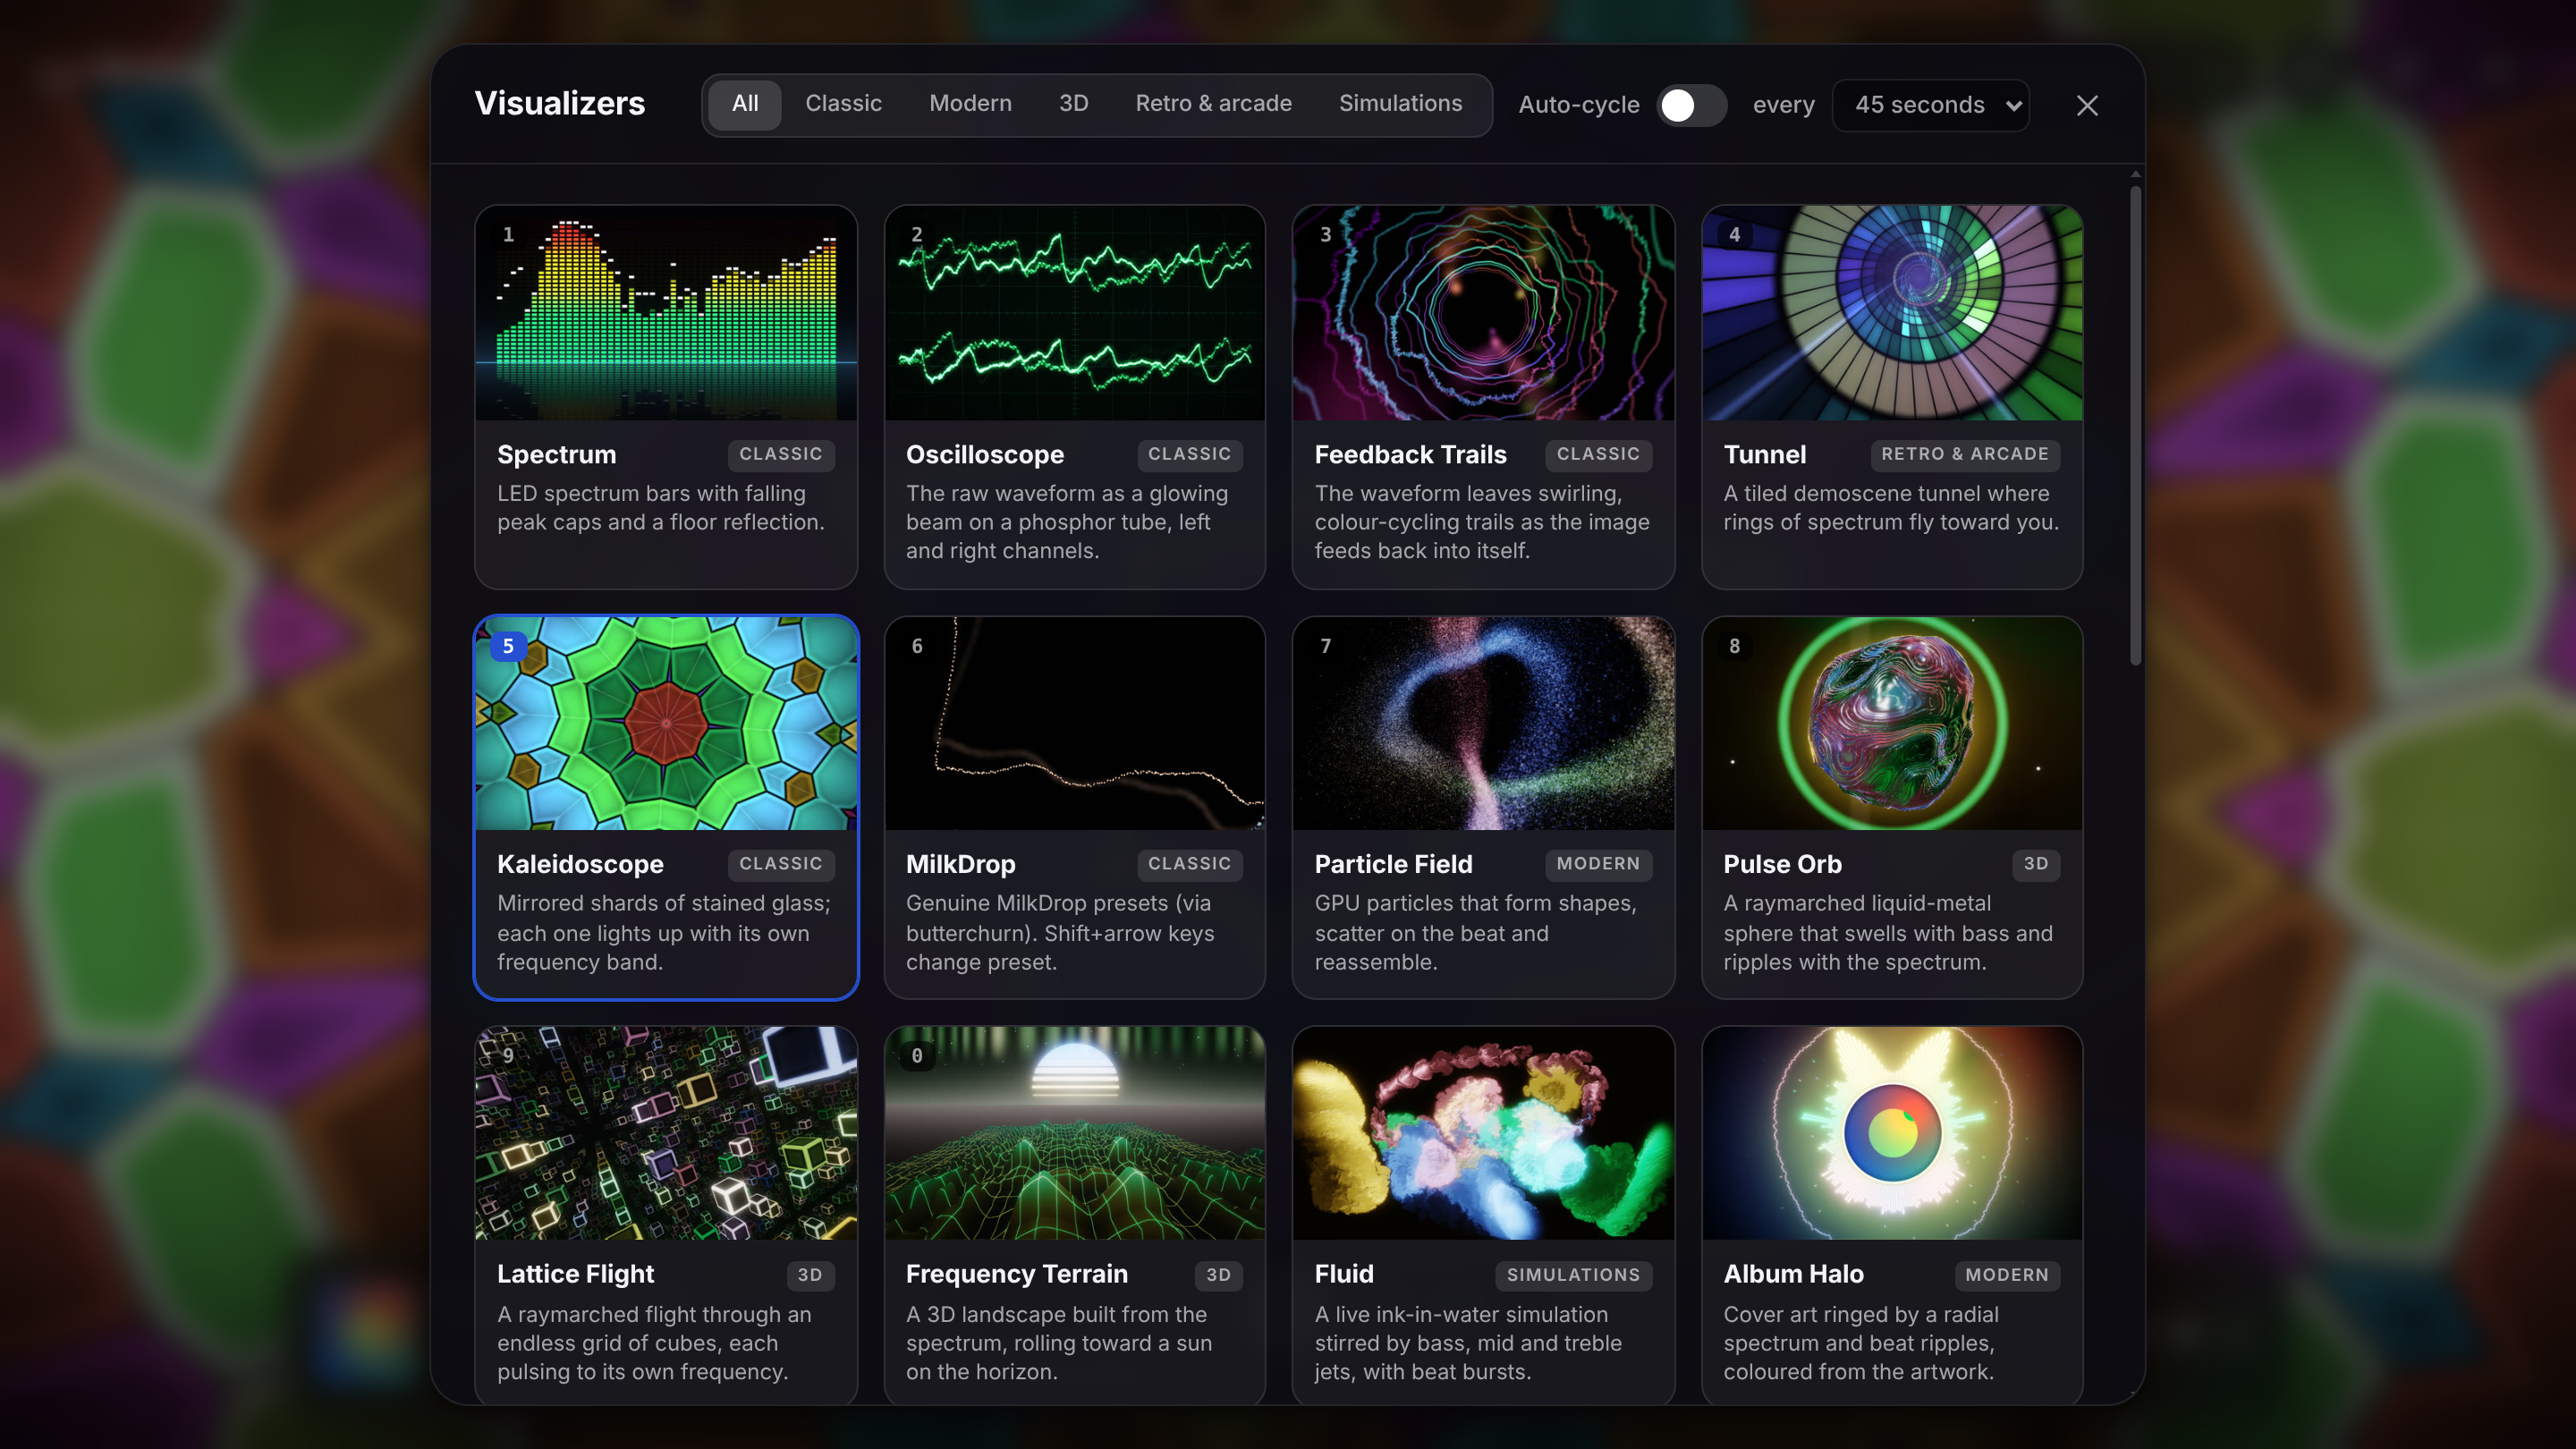 Visualizers
All Classic Modern 3D Retro & arcade Simulations
Auto-cycle every 45 seconds
1
Spectrum CLASSIC
LED spectrum bars with falling
peak caps and a floor reflection.
2
Oscilloscope CLASSIC
The raw waveform as a glowing
beam on a phosphor tube, left
and right channels.
3
Feedback Trails CLASSIC
The waveform leaves swirling,
colour-cycling trails as the image
feeds back into itself.
4
Tunnel RETRO & ARCADE
A tiled demoscene tunnel where
rings of spectrum fly toward you.
5
Kaleidoscope CLASSIC
Mirrored shards of stained glass;
each one lights up with its own
frequency band.
6
MilkDrop CLASSIC
Genuine MilkDrop presets (via
butterchurn). Shift+arrow keys
change preset.
7
Particle Field MODERN
GPU particles that form shapes,
scatter on the beat and
reassemble.
8
Pulse Orb 3D
A raymarched liquid-metal
sphere that swells with bass and
ripples with the spectrum.
9
Lattice Flight 3D
A raymarched flight through an
endless grid of cubes, each
pulsing to its own frequency.
0
Frequency Terrain 3D
A 3D landscape built from the
spectrum, rolling toward a sun
on the horizon.
Fluid SIMULATIONS
A live ink-in-water simulation
stirred by bass, mid and treble
jets, with beat bursts.
Album Halo MODERN
Cover art ringed by a radial
spectrum and beat ripples,
coloured from the artwork.